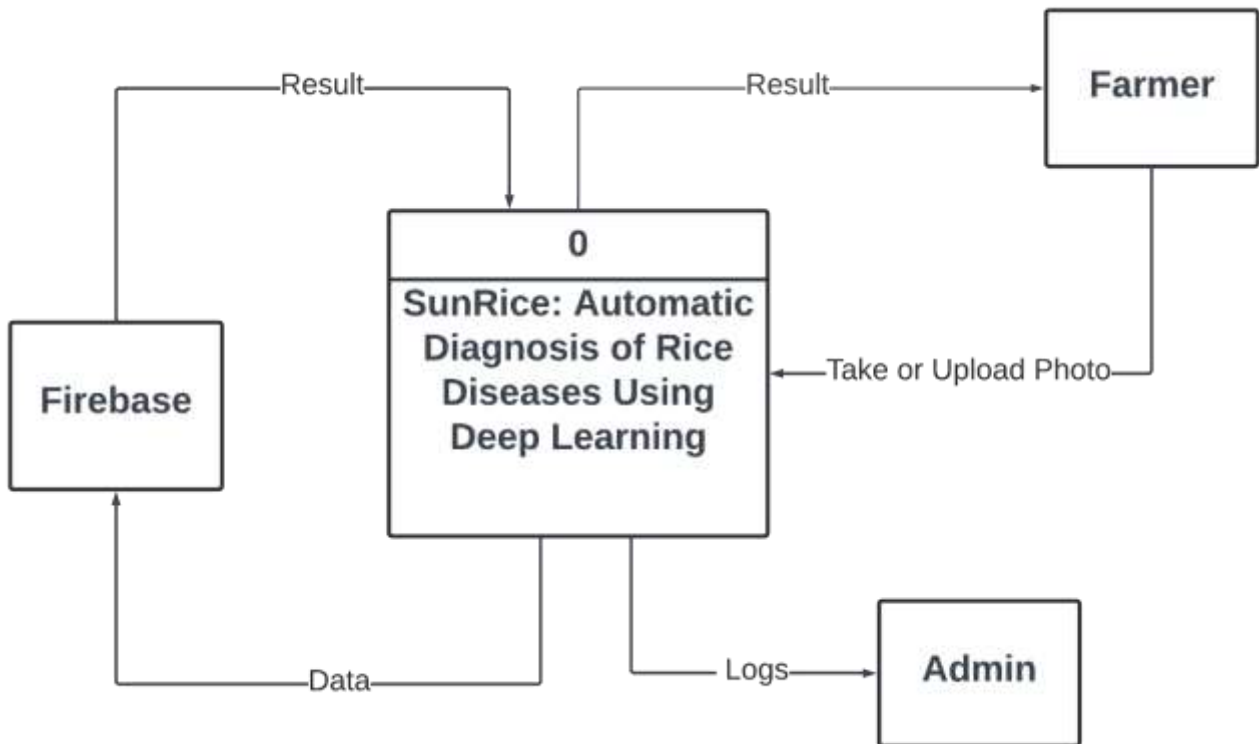 Result
Result
Farmer
0
SunRice: Automatic
Diagnosis of Rice
Diseases Using
Deep Learning
Take or Upload Photo
Firebase
Data
Logs
Admin